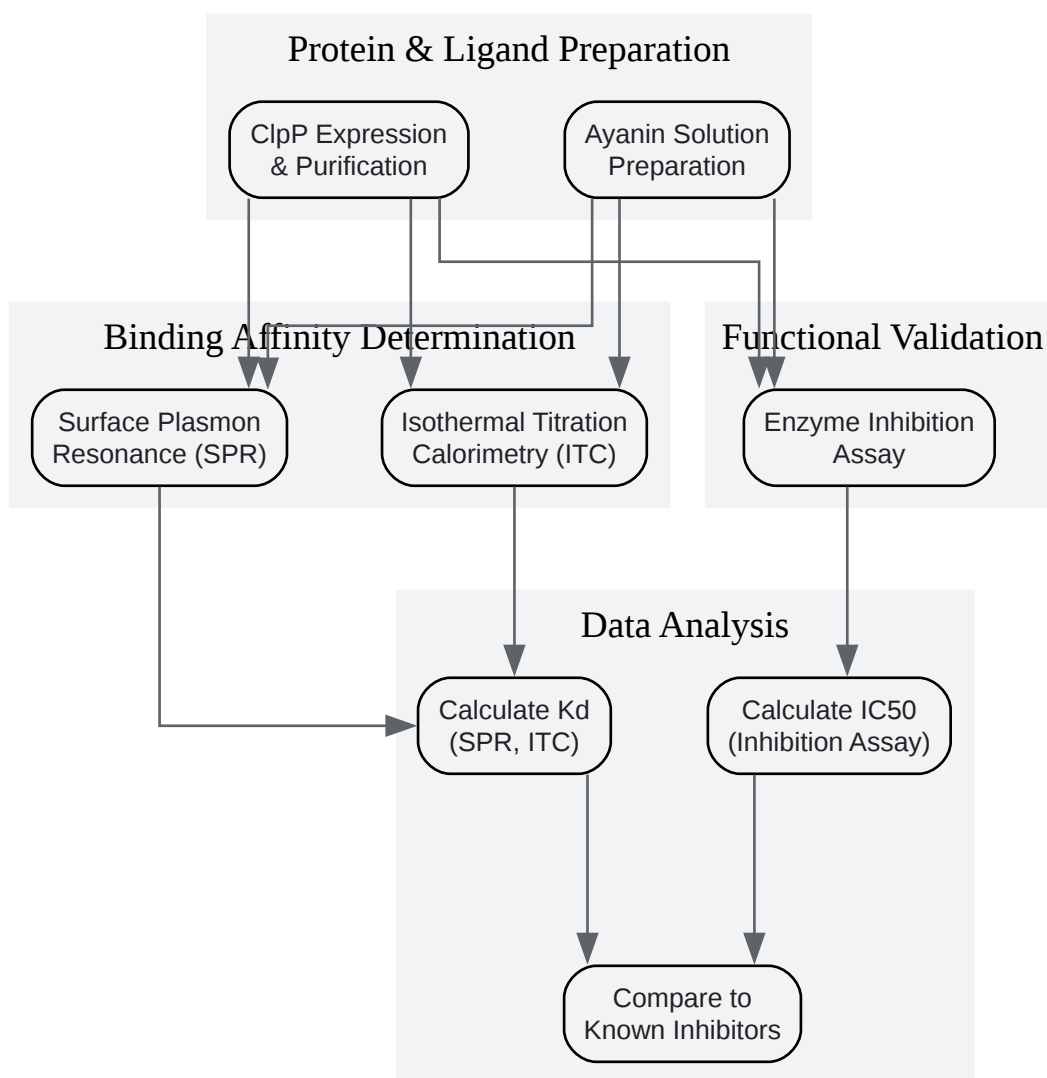 Protein & Ligand Preparation
ClpP Expression
& Purification
Ayanin Solution
Preparation
Binding Affinity Determination
Functional Validation
Surface Plasmon
Resonance (SPR)
Isothermal Titration
Calorimetry (ITC)
Enzyme Inhibition
Assay
Data Analysis
Calculate Kd
(SPR, ITC)
Calculate IC50
(Inhibition Assay)
Compare to
Known Inhibitors